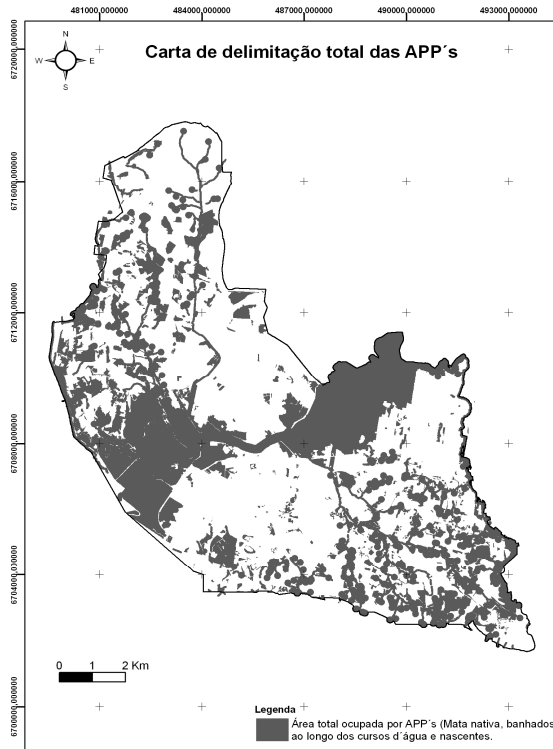 481000,000000 484000,000000 487000,000000 490000,000000 493000,000000
Carta de delimitação total das APP´s
N
W E
S
6720000,000000
6716000,000000
6712000,000000
6708000,000000
6704000,000000
6700000,000000
0 1 2 Km
Legenda
Área total ocupada por APP´s (Mata nativa, banhados
ao longo dos cursos d´água e nascentes.